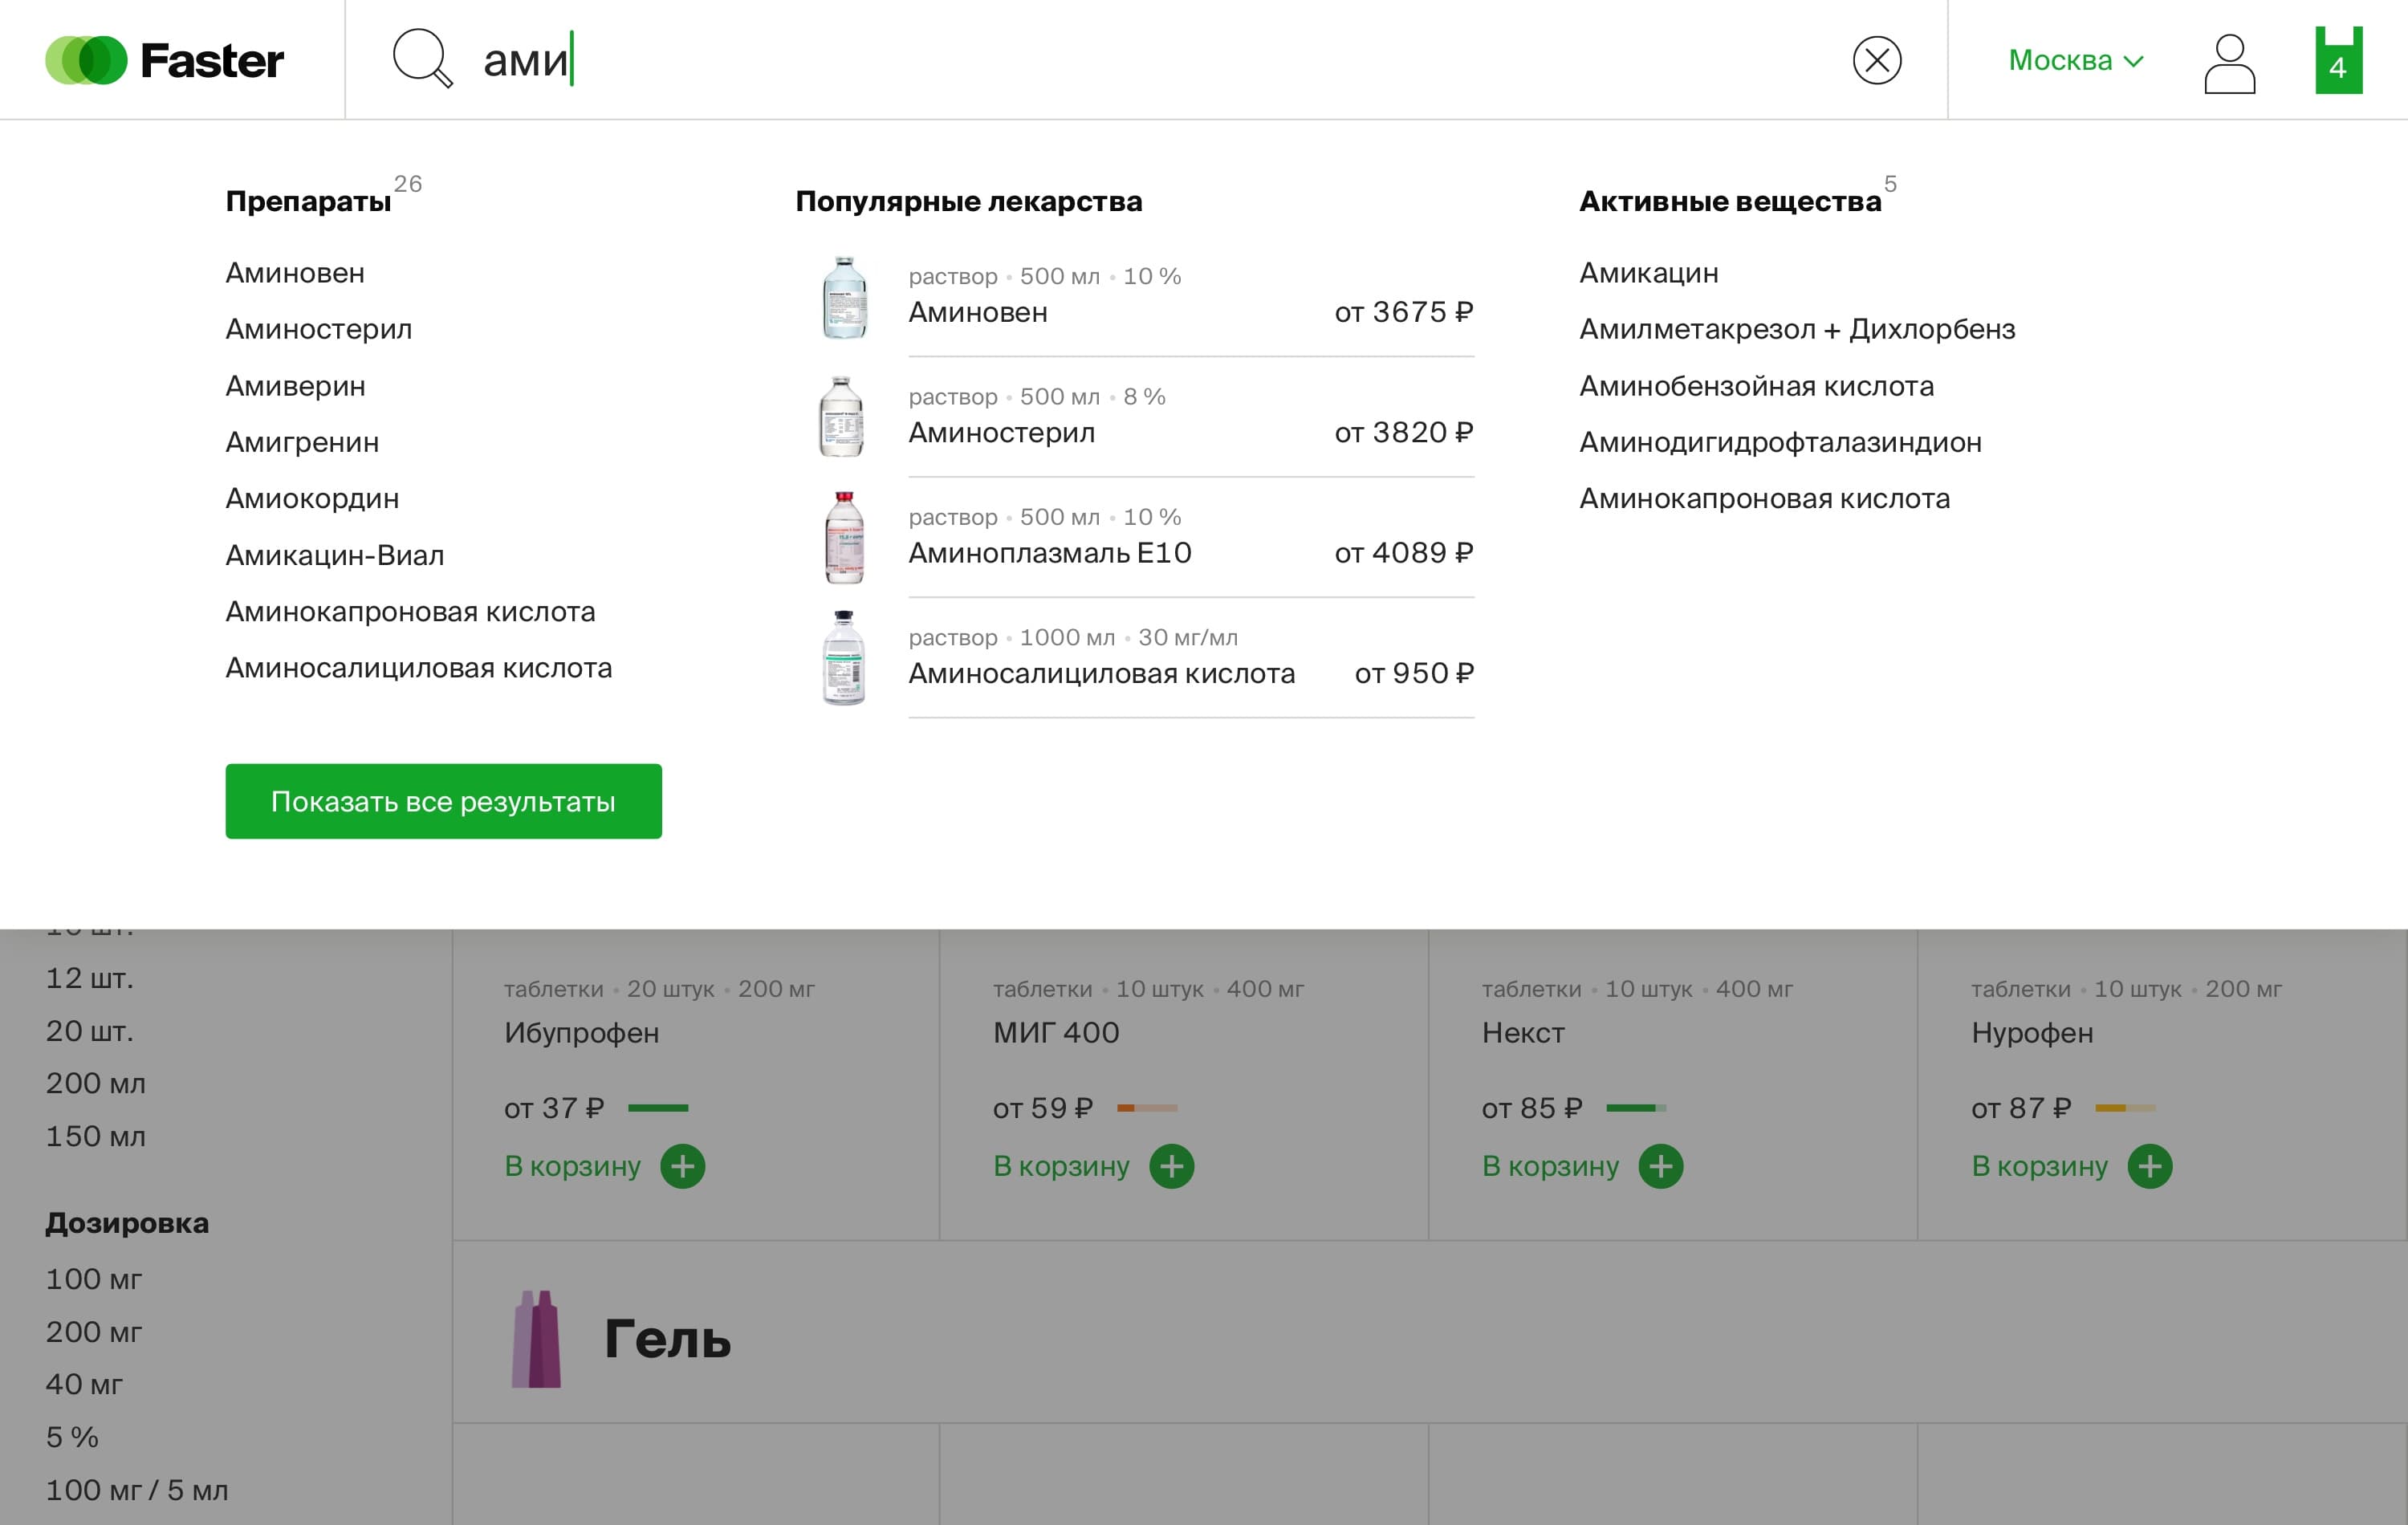 Faster
ами
Москва
4
Препараты 26
Аминовен
Аминостерил
Амиверин
Амигренин
Амиокордин
Амикацин-Виал
Аминокапроновая кислота
Аминосалициловая кислота
Показать все результаты
Популярные лекарства
раствор • 500 мл • 10 %
Аминовен от 3675 ₽
раствор • 500 мл • 8 %
Аминостерил от 3820 ₽
раствор • 500 мл • 10 %
Аминоплазмаль Е10 от 4089 ₽
раствор • 1000 мл • 30 мг/мл
Аминосалициловая кислота от 950 ₽
Активные вещества 5
Амикацин
Амилметакрезол + Дихлорбенз
Аминобензойная кислота
Аминодигидрофталазиндион
Аминокапроновая кислота
12 шт.
20 шт.
200 мл
150 мл
Дозировка
100 мг
200 мг
40 мг
5 %
100 мг / 5 мл
таблетки • 20 штук • 200 мг
Ибупрофен
от 37 ₽
В корзину
таблетки • 10 штук • 400 мг
МИГ 400
от 59 ₽
В корзину
таблетки • 10 штук • 400 мг
Некст
от 85 ₽
В корзину
таблетки • 10 штук • 200 мг
Нурофен
от 87 ₽
В корзину
Гель